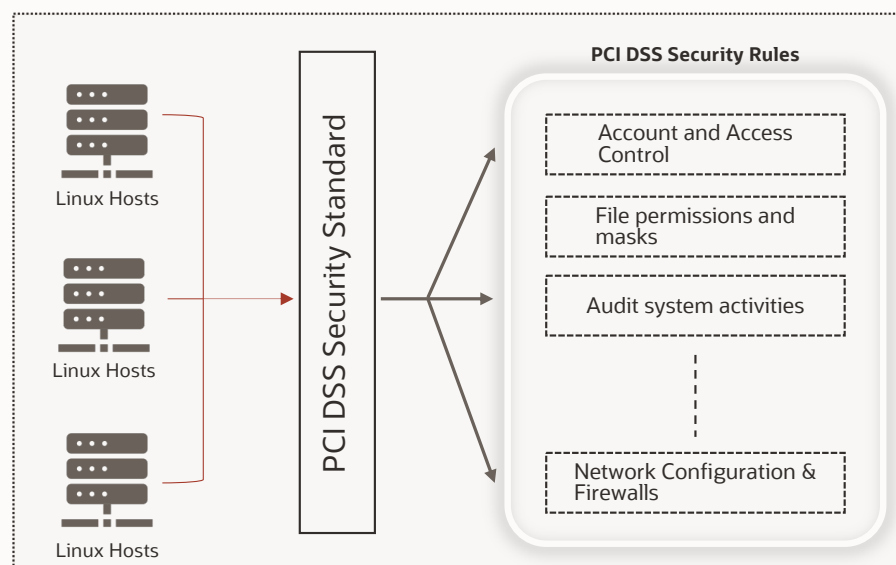 PCI DSS Security Rules
Linux Hosts
Linux Hosts
Linux Hosts
PCI DSS Security Standard
Account and Access
Control
File permissions and
masks
Audit system activities
Network Configuration &
Firewalls